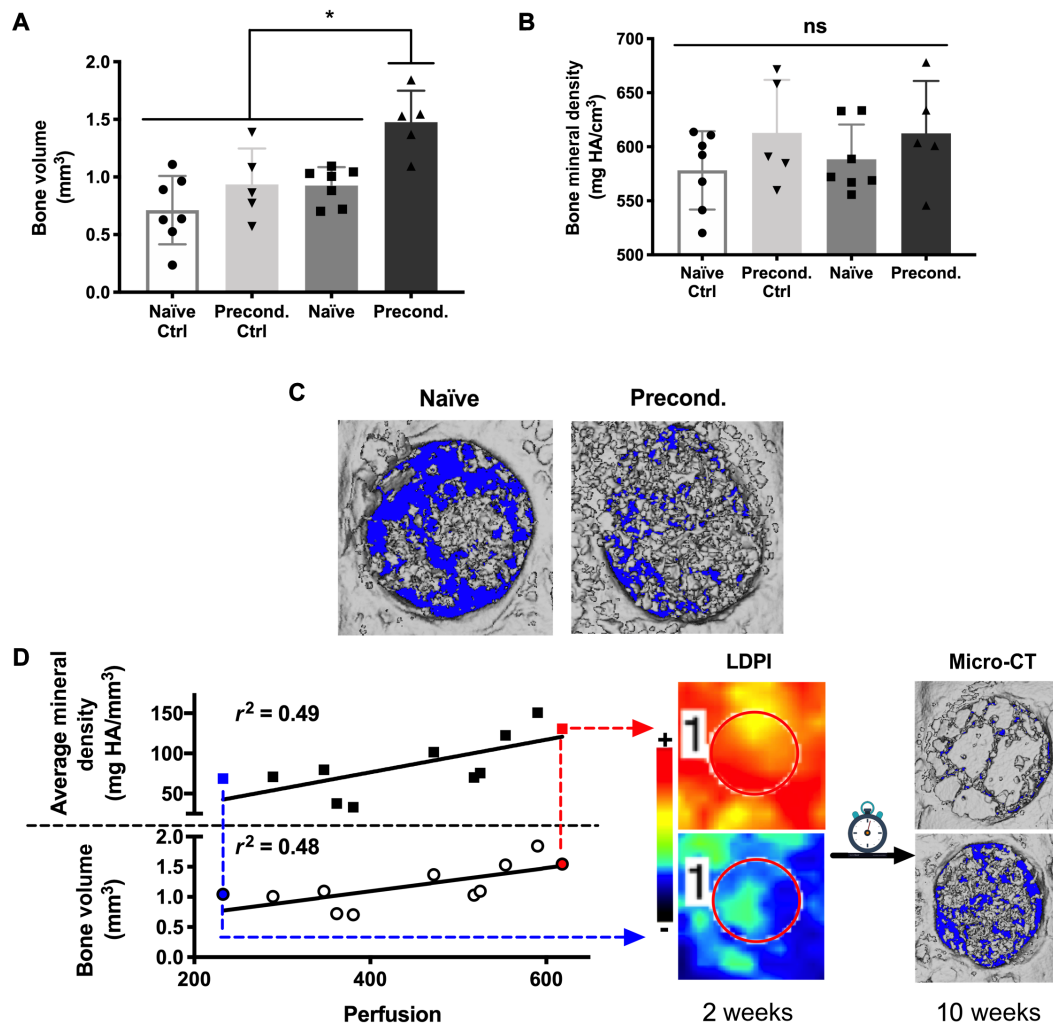 A
*
Bone volume
(mm³)
2.0
1.5
1.0
0.5
0.0
Naïve
Ctrl
Precond.
Ctrl
Naïve
Precond.
B
ns
Bone mineral density
(mg HA/cm³)
700
650
600
550
500
Naïve
Ctrl
Precond.
Ctrl
Naïve
Precond.
C
Naïve
Precond.
D
Average mineral
density
(mg HA/mm³)
150
100
50
r² = 0.49
Bone volume
(mm³)
2.0
1.5
1.0
0.5
0.0
r² = 0.48
200
400
600
Perfusion
LDPI
+
-
1
1
2 weeks
Micro-CT
10 weeks